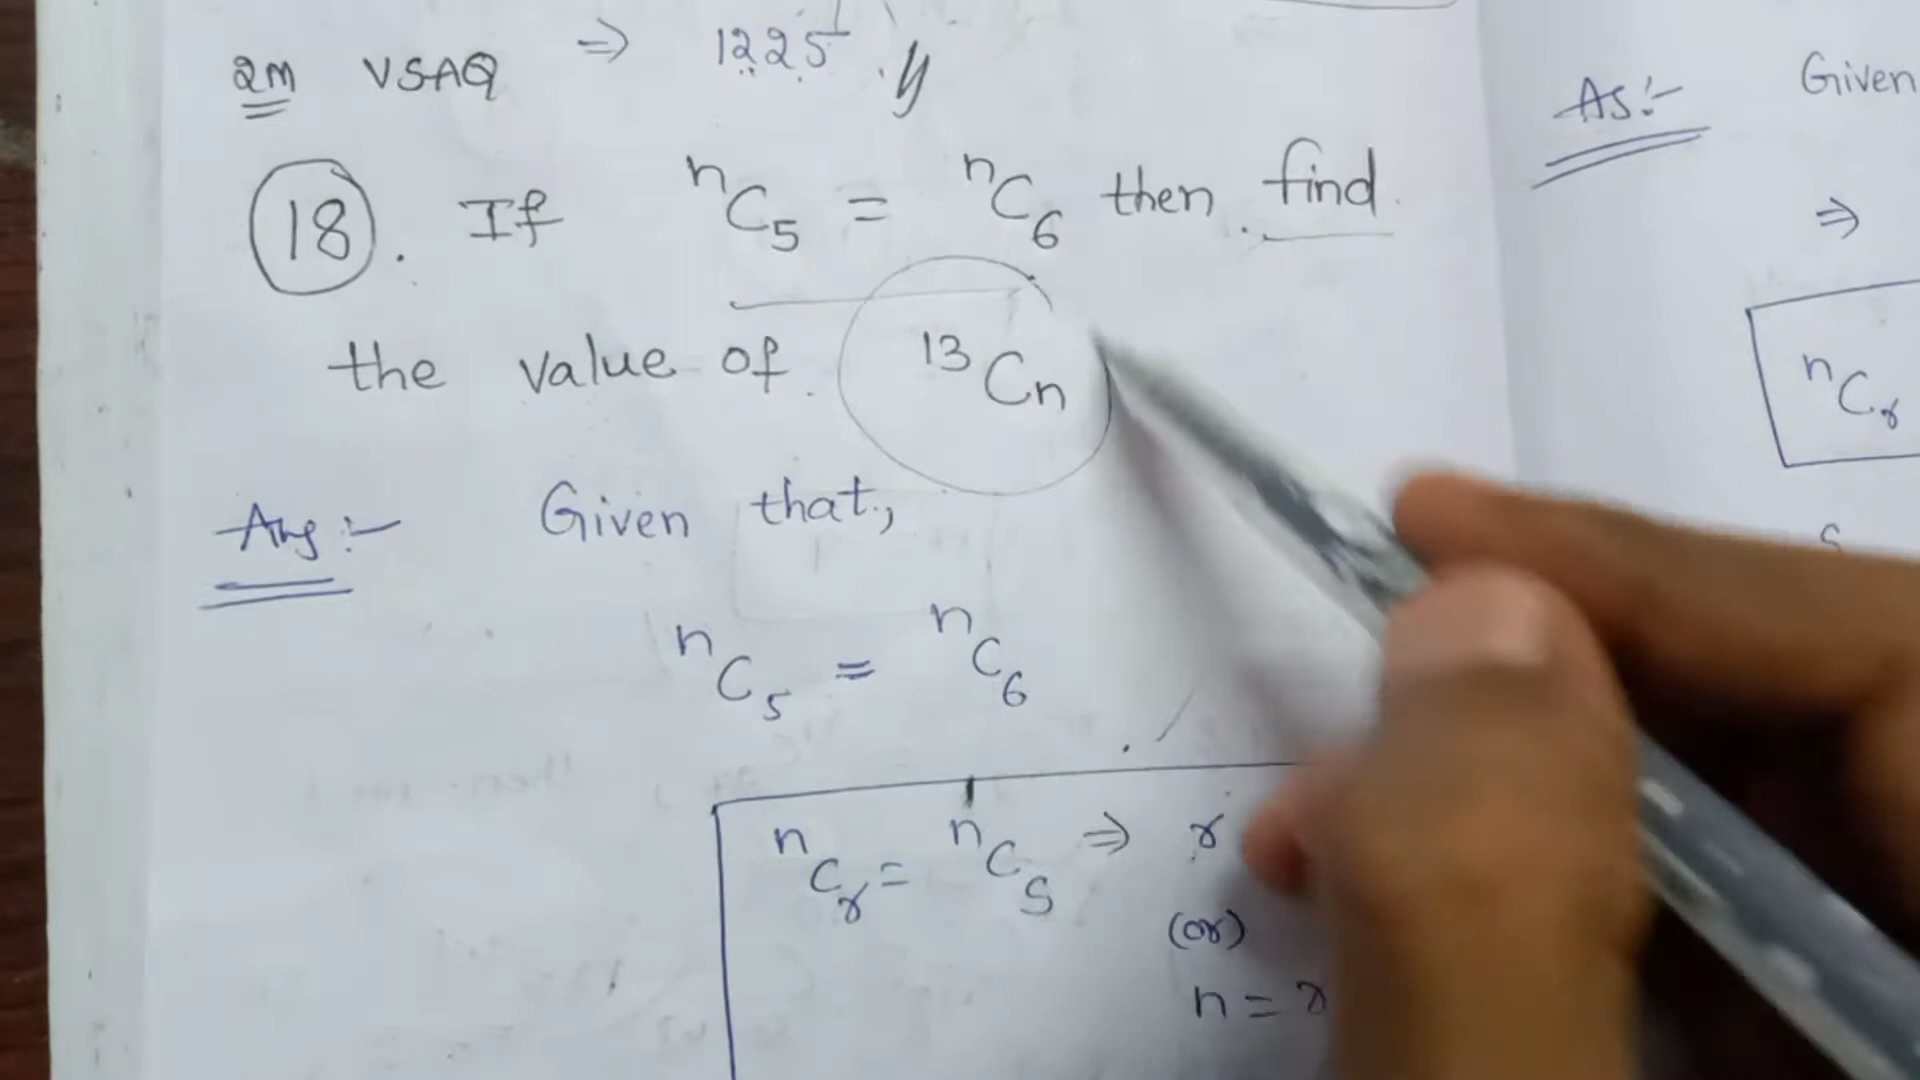 2m VSAQ ⇒ 1225
18. If ⁿC₅ = ⁿC₆ then find
the value of ¹³Cₙ
Ans:- Given that,
ⁿC₅ = ⁿC₆
ⁿCᵣ = ⁿCₛ ⇒ r
(or)
n = r
As:- Given
⇒
ⁿCᵣ